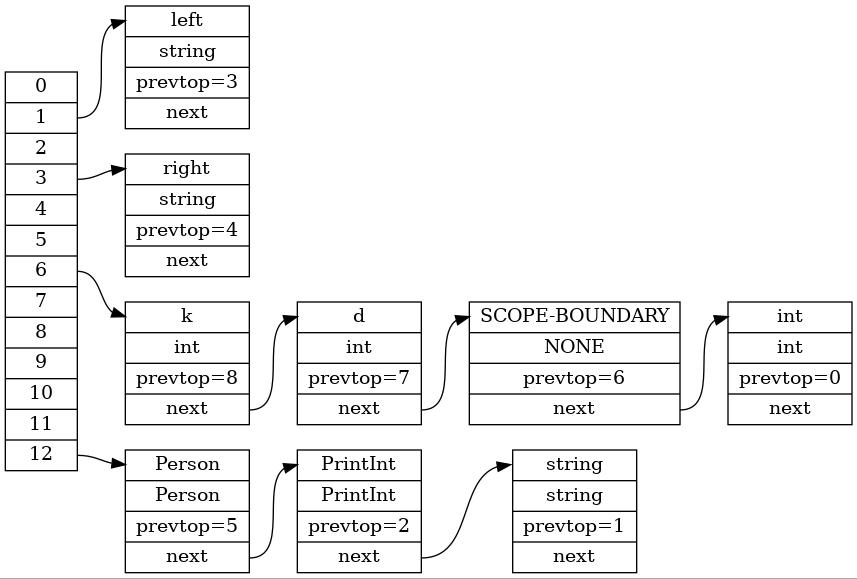 0
1
2
3
4
5
6
7
8
9
10
11
12
left
string
prevtop=3
next
right
string
prevtop=4
next
k
int
prevtop=8
next
d
int
prevtop=7
next
SCOPE-BOUNDARY
NONE
prevtop=6
next
int
int
prevtop=0
next
Person
Person
prevtop=5
next
PrintInt
PrintInt
prevtop=2
next
string
string
prevtop=1
next